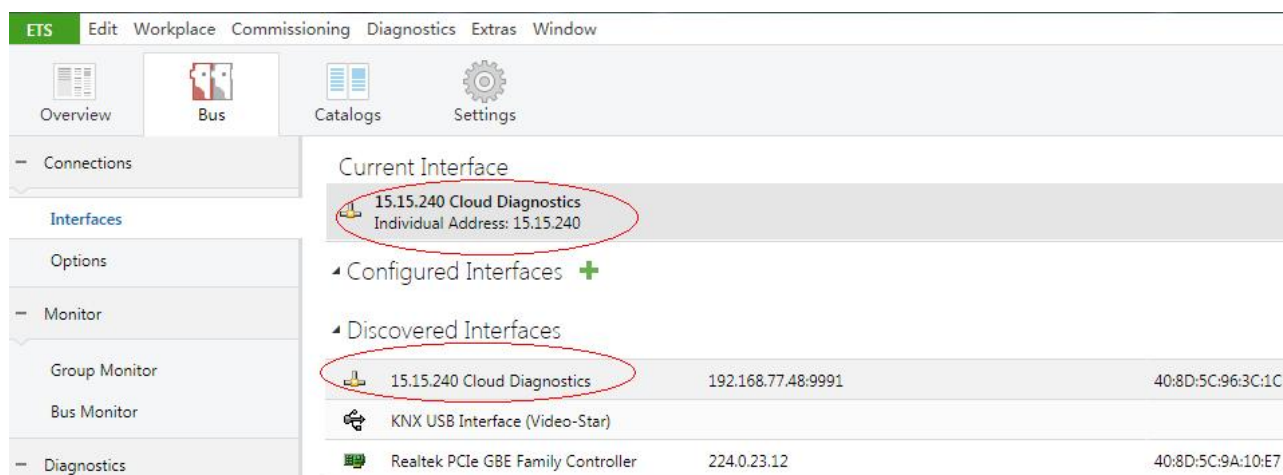 ETS Edit Workplace Commissioning Diagnostics Extras Window
Overview Bus Catalogs Settings
Connections
Interfaces
Options
Monitor
Group Monitor
Bus Monitor
Diagnostics
Current Interface
15.15.240 Cloud Diagnostics
Individual Address: 15.15.240
Configured Interfaces
Discovered Interfaces
15.15.240 Cloud Diagnostics 192.168.77.48:9991 40:8D:5C:96:3C:1C
KNX USB Interface (Video-Star)
Realtek PCIe GBE Family Controller 224.0.23.12 40:8D:5C:9A:10:E7